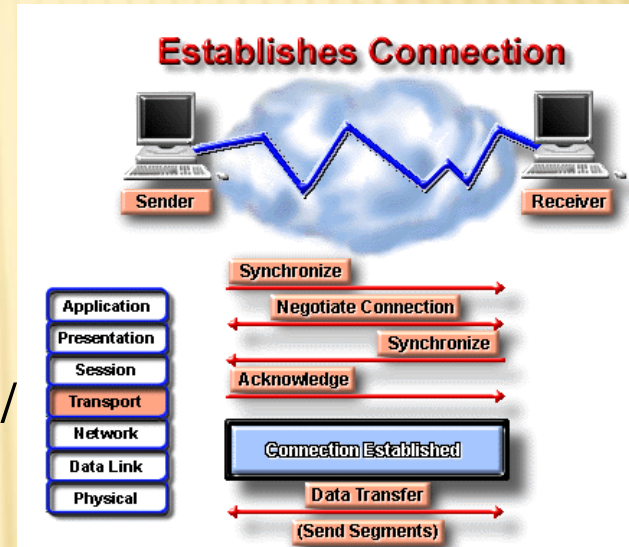 Establishes Connection
Sender
Receiver
Synchronize
Negotiate Connection
Synchronize
Acknowledge
Connection Established
Data Transfer
(Send Segments)
Application
Presentation
Session
Transport
Network
Data Link
Physical
/